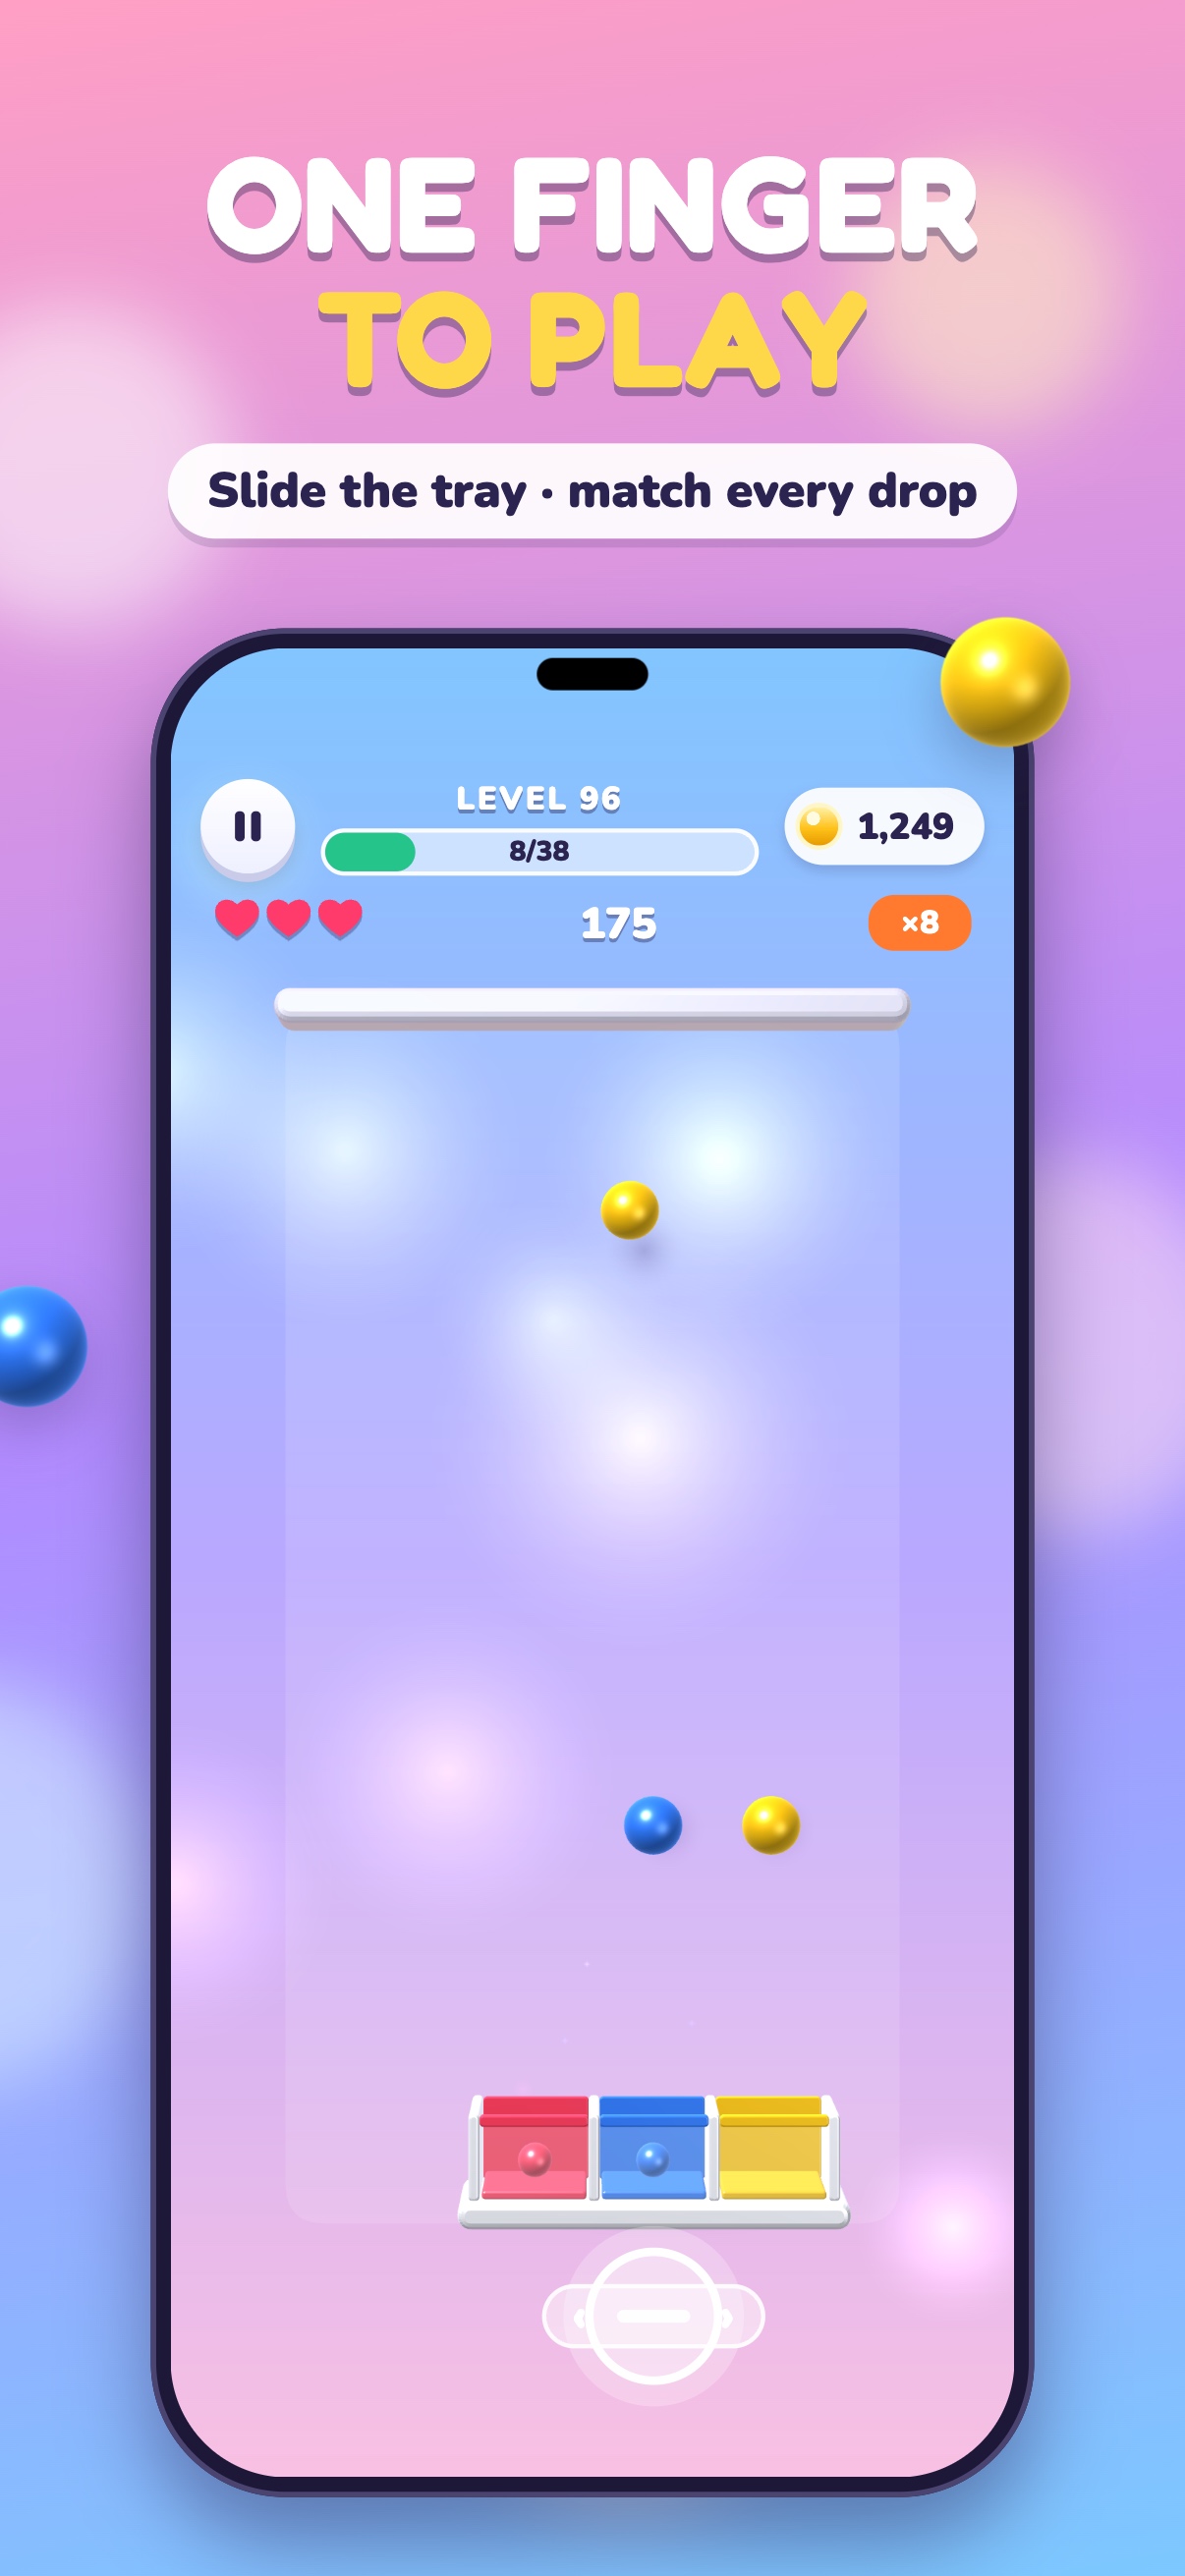 ONE FINGER
TO PLAY
Slide the tray · match every drop
LEVEL 96
8/38
1,249
175
×8